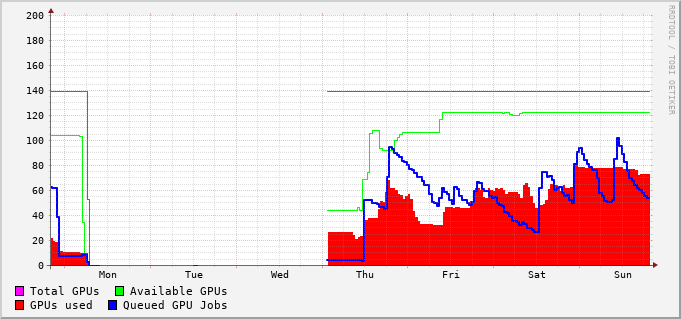 200
180
160
140
120
100
80
60
40
20
0
Mon Tue Wed Thu Fri Sat Sun
Total GPUs Available GPUs
GPUs used Queued GPU Jobs
RRDTOOL / TOBI OETIKER